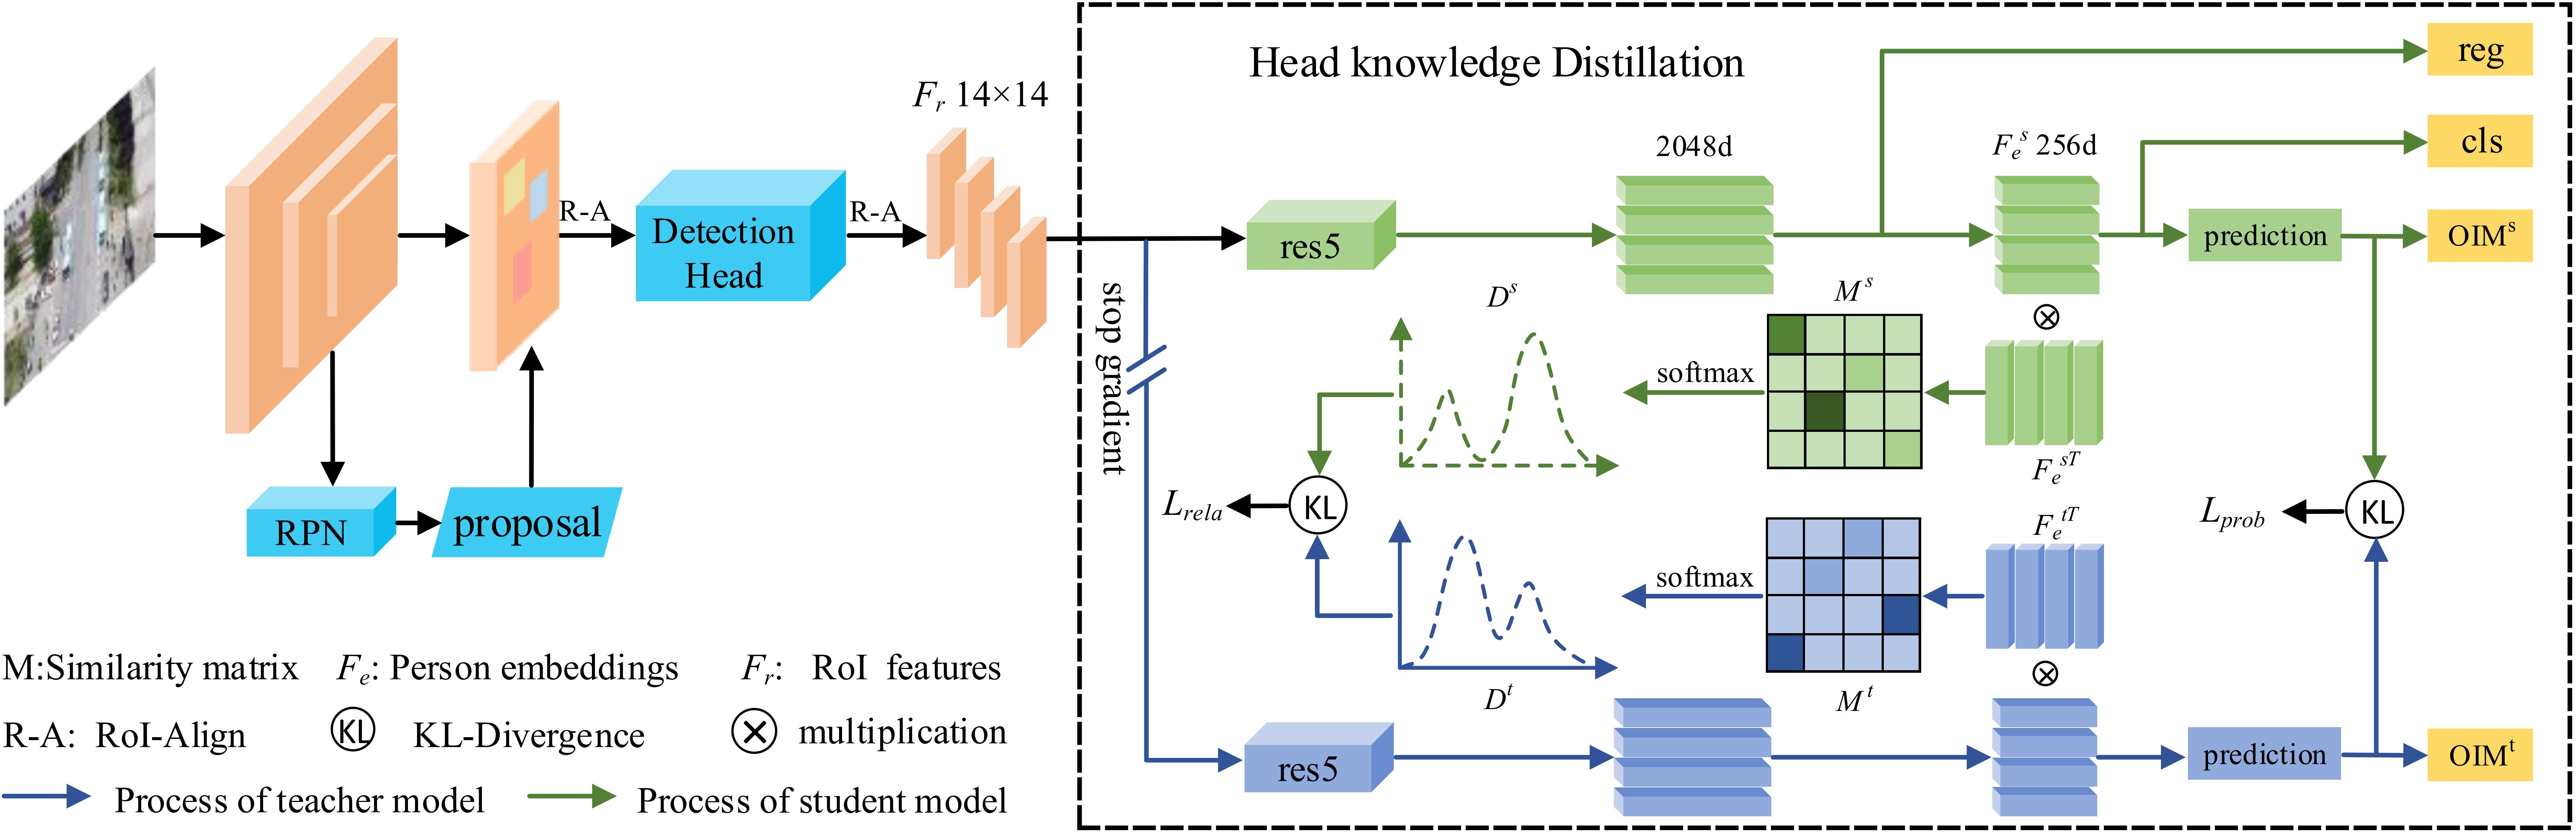 Head knowledge Distillation
reg
F_r 14×14
cls
2048d
F_e^s 256d
R-A
Detection
Head
R-A
res5
prediction
OIM^s
stop gradient
D^s
M^s
softmax
F_e^{sT}
L_{rela}
KL
L_{prob}
KL
RPN
proposal
F_e^{tT}
softmax
D^t
M^t
M:Similarity matrix
F_e: Person embeddings
F_r: RoI features
R-A: RoI-Align
KL
KL-Divergence
multiplication
res5
prediction
OIM^t
Process of teacher model
Process of student model